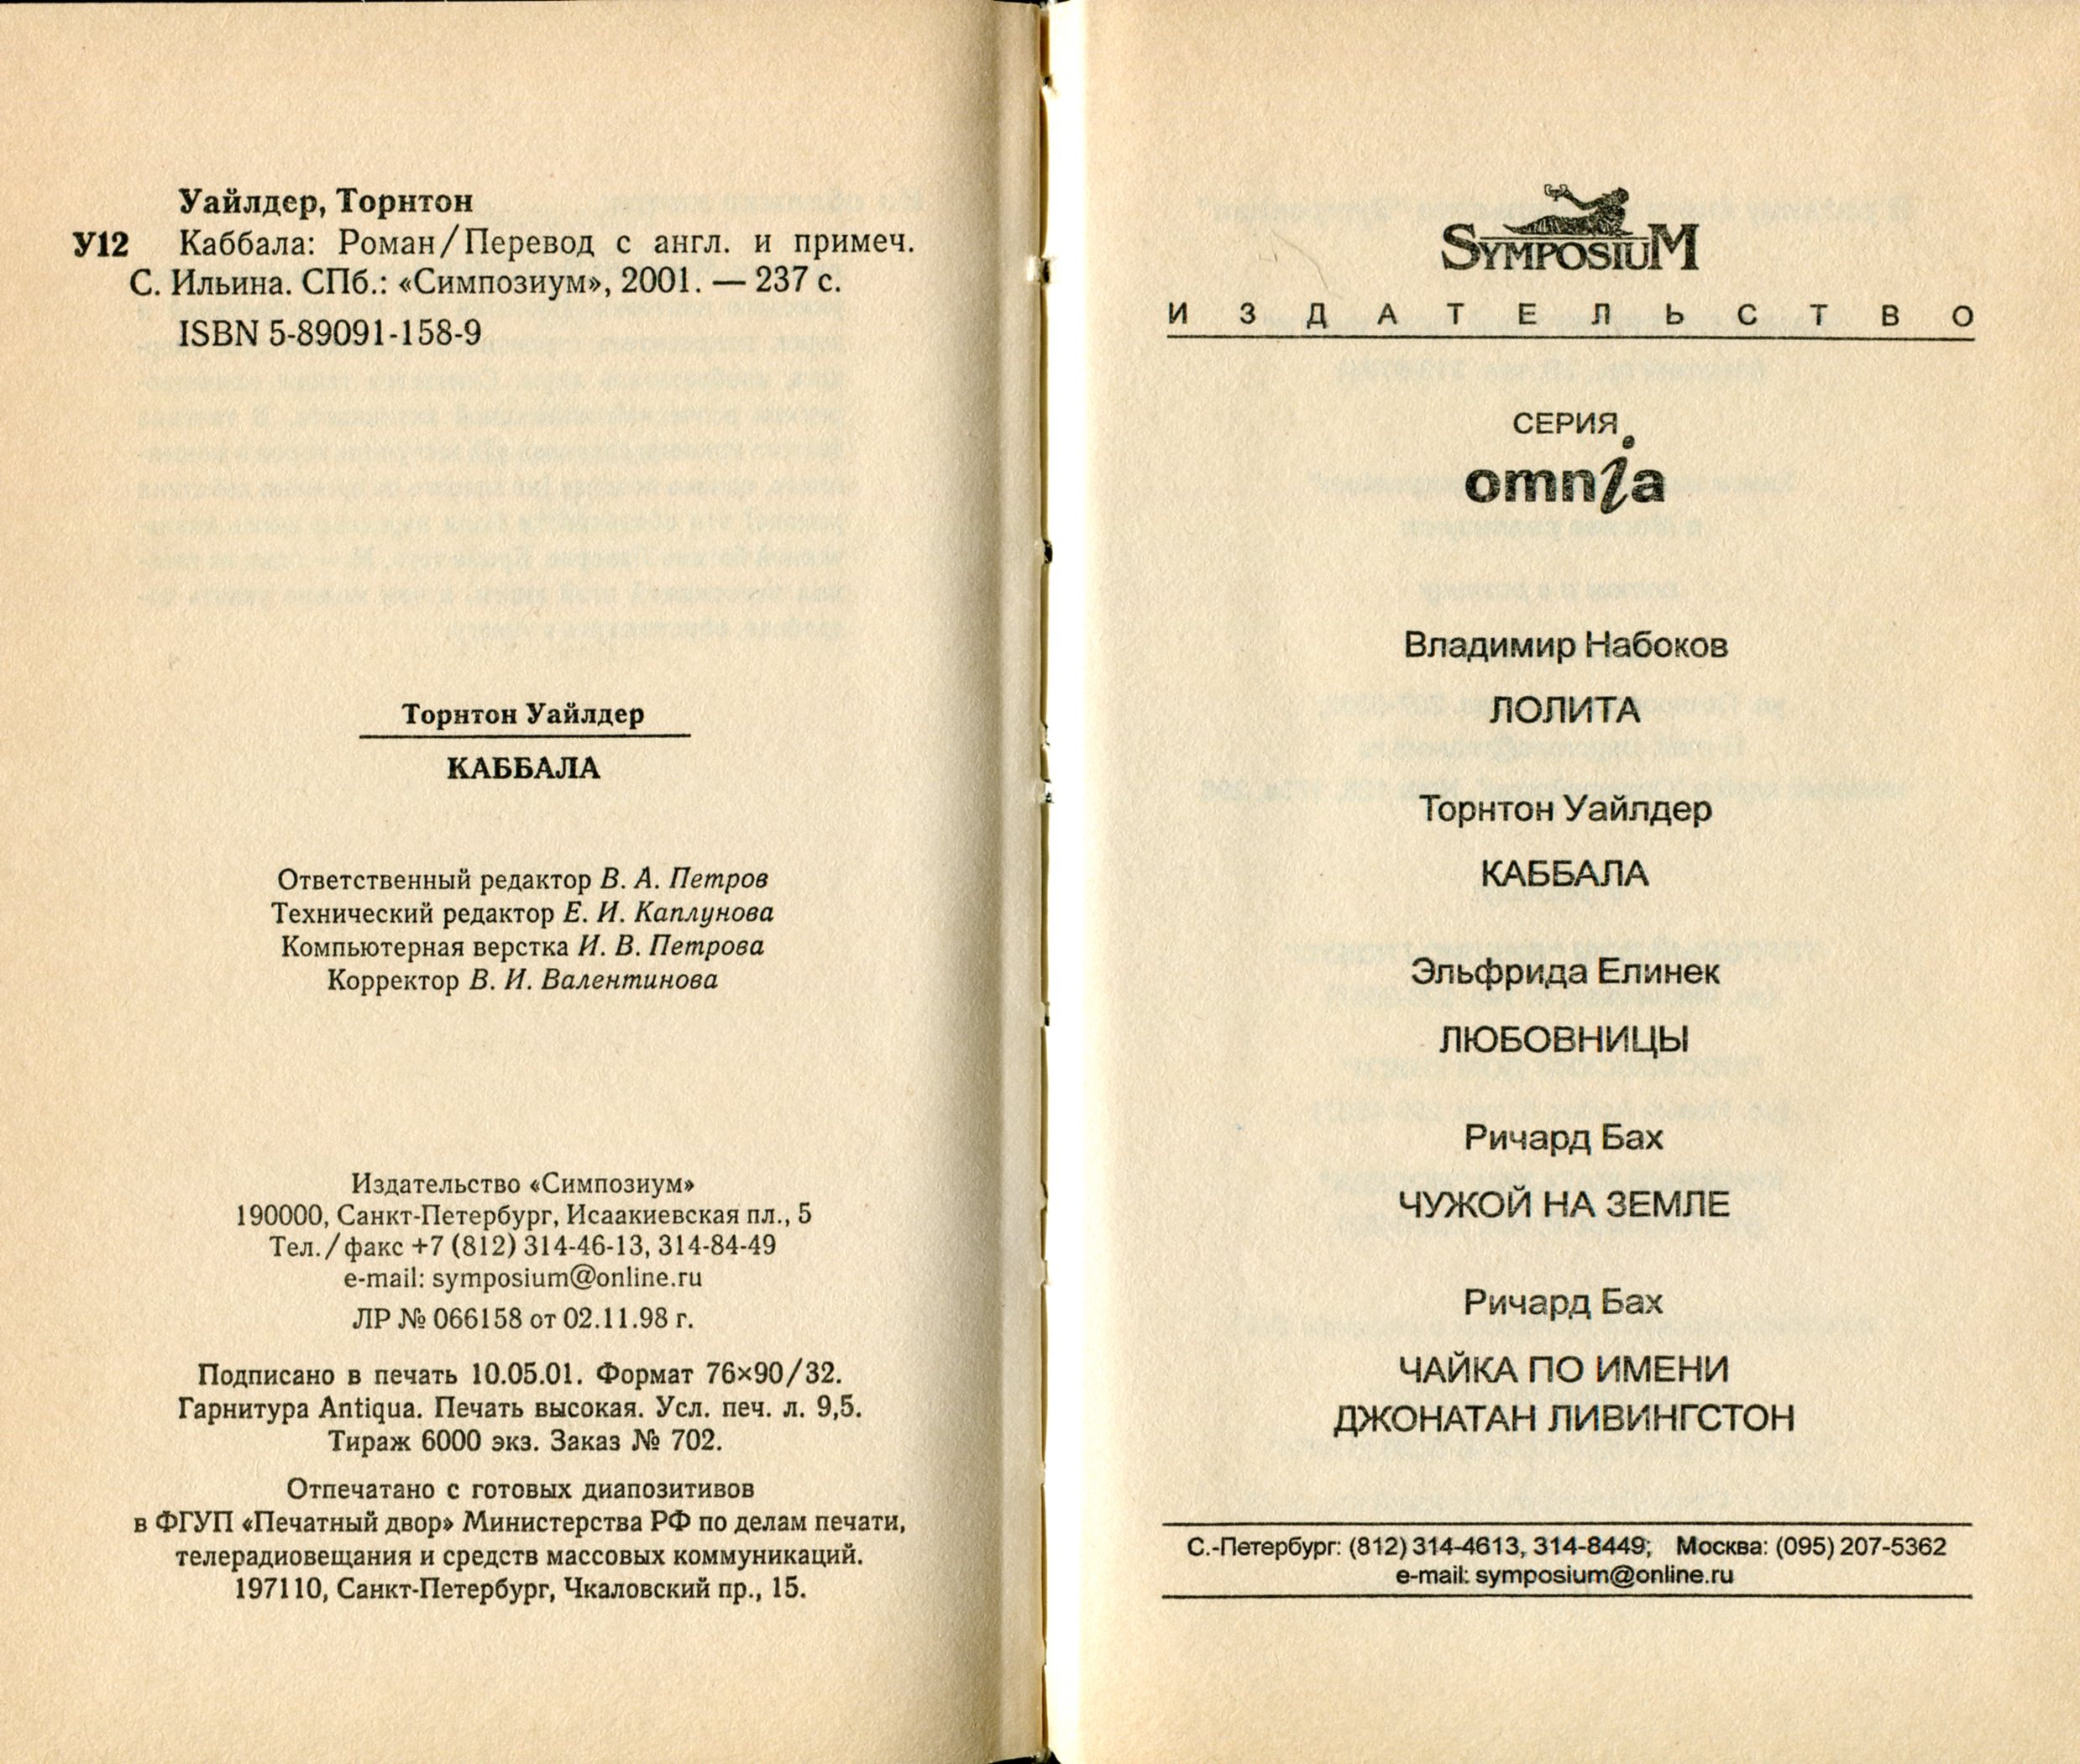 Уайлдер, Торнтон
У12 Каббала: Роман/Перевод с англ. и примеч.
С. Ильина. СПб.: «Симпозиум», 2001. — 237 с.
ISBN 5-89091-158-9
Торнтон Уайлдер
КАББАЛА
Ответственный редактор В. А. Петров
Технический редактор Е. И. Каплунова
Компьютерная верстка И. В. Петрова
Корректор В. И. Валентинова
Издательство «Симпозиум»
190000, Санкт-Петербург, Исаакиевская пл., 5
Тел./факс +7 (812) 314-46-13, 314-84-49
e-mail: symposium@online.ru
ЛР № 066158 от 02.11.98 г.
Подписано в печать 10.05.01. Формат 76×90/32.
Гарнитура Antiqua. Печать высокая. Усл. печ. л. 9,5.
Тираж 6000 экз. Заказ № 702.
Отпечатано с готовых диапозитивов
в ФГУП «Печатный двор» Министерства РФ по делам печати,
телерадиовещания и средств массовых коммуникаций.
197110, Санкт-Петербург, Чкаловский пр., 15.
SYMPOSIUM
ИЗДАТЕЛЬСТВО
СЕРИЯ
omnia
Владимир Набоков
ЛОЛИТА
Торнтон Уайлдер
КАББАЛА
Эльфрида Елинек
ЛЮБОВНИЦЫ
Ричард Бах
ЧУЖОЙ НА ЗЕМЛЕ
Ричард Бах
ЧАЙКА ПО ИМЕНИ
ДЖОНАТАН ЛИВИНГСТОН
С.-Петербург: (812) 314-4613, 314-8449; Москва: (095) 207-5362
e-mail: symposium@online.ru